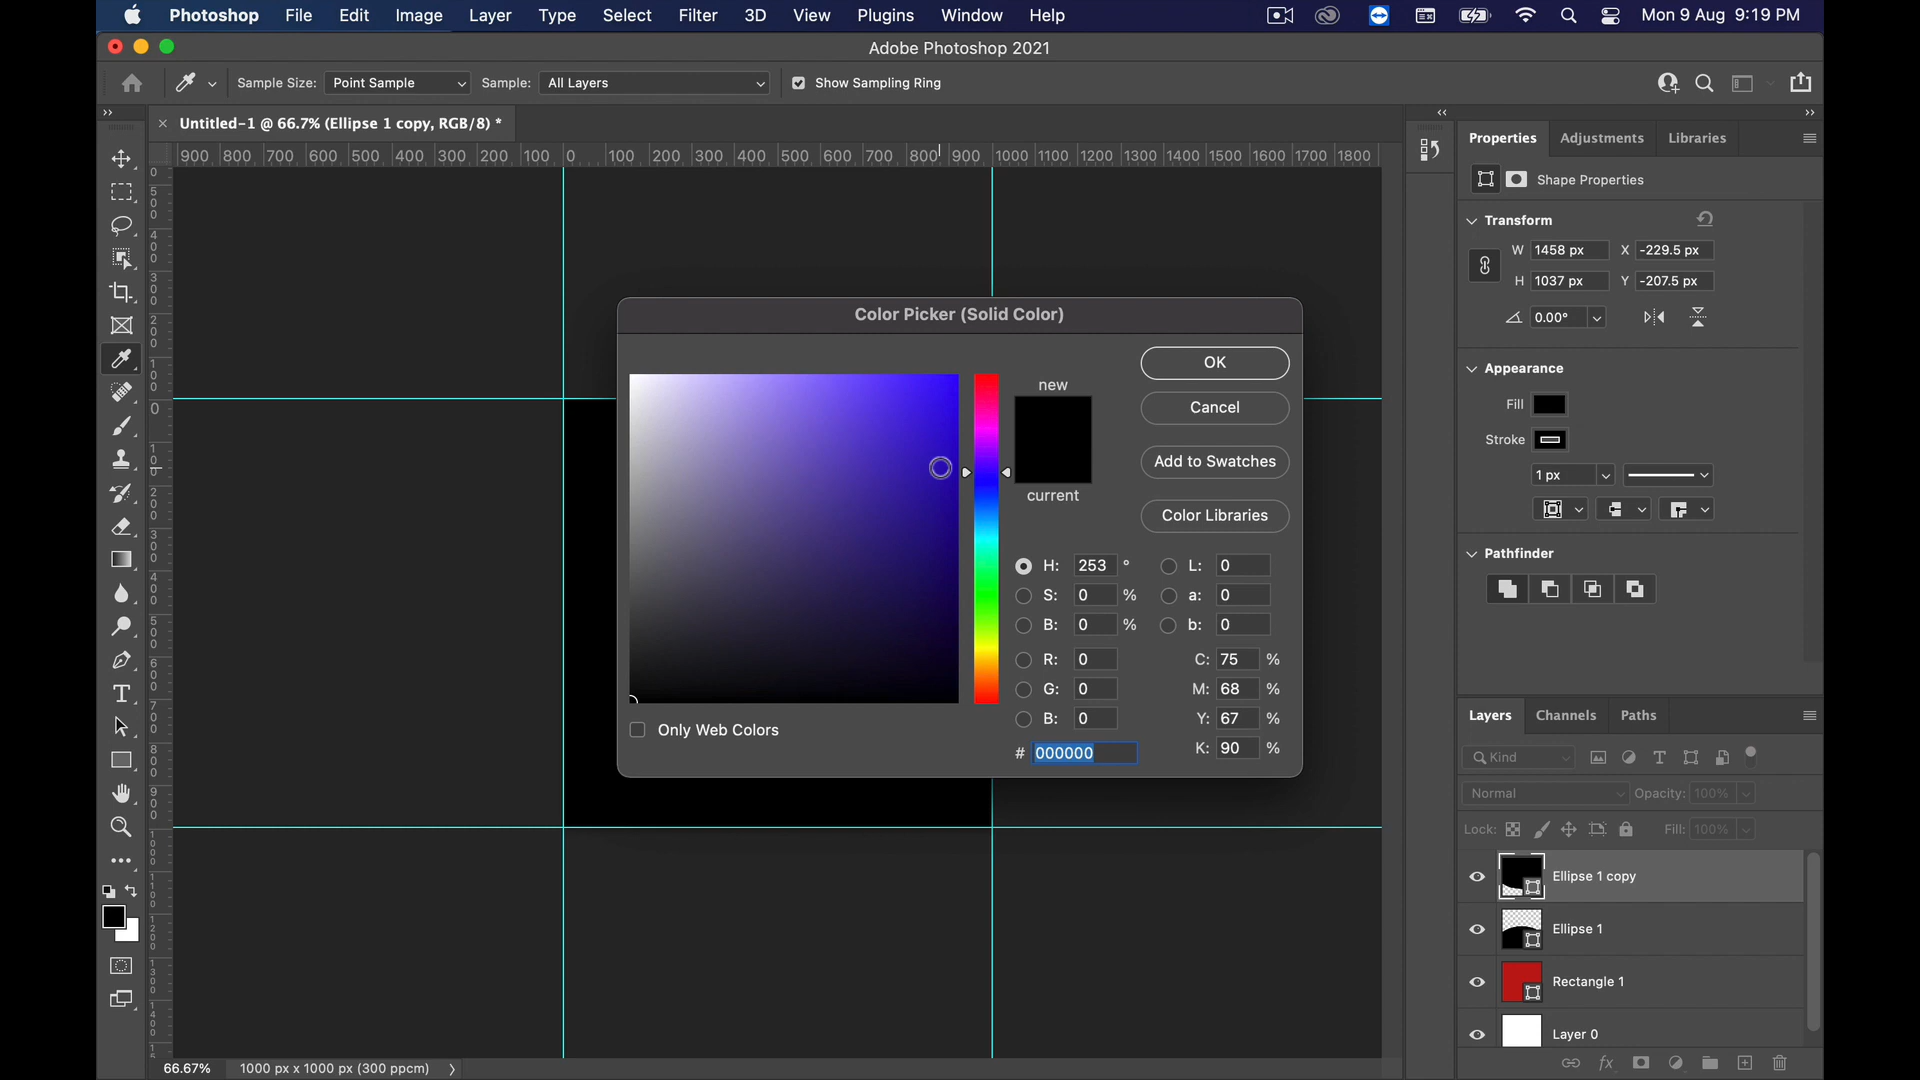 Photoshop File Edit Image Layer Type Select Filter 3D View Plugins Window Help Mon 9 Aug 9:19 PM
Adobe Photoshop 2021
Sample Size: Point Sample Sample: All Layers Show Sampling Ring
Untitled-1 @ 66.7% (Ellipse 1 copy, RGB/8) *
900 800 700 600 500 400 300 200 100 0 100 200 300 400 500 600 700 800 900 1000 1100 1200 1300 1400 1500 1600 1700 1800
Properties Adjustments Libraries
Shape Properties
Transform
W 1458 px X -229.5 px
H 1037 px Y -207.5 px
0.00°
Appearance
Fill
Stroke
1 px
Pathfinder
Color Picker (Solid Color)
new
current
OK
Cancel
Add to Swatches
Color Libraries
H: 253 ° L: 0
S: 0 % a: 0
B: 0 % b: 0
R: 0 C: 75 %
G: 0 M: 68 %
B: 0 Y: 67 %
# 000000 K: 90 %
Only Web Colors
Layers Channels Paths
Kind
Normal Opacity: 100%
Lock: Fill: 100%
Ellipse 1 copy
Ellipse 1
Rectangle 1
Layer 0
66.67% 1000 px x 1000 px (300 ppcm)